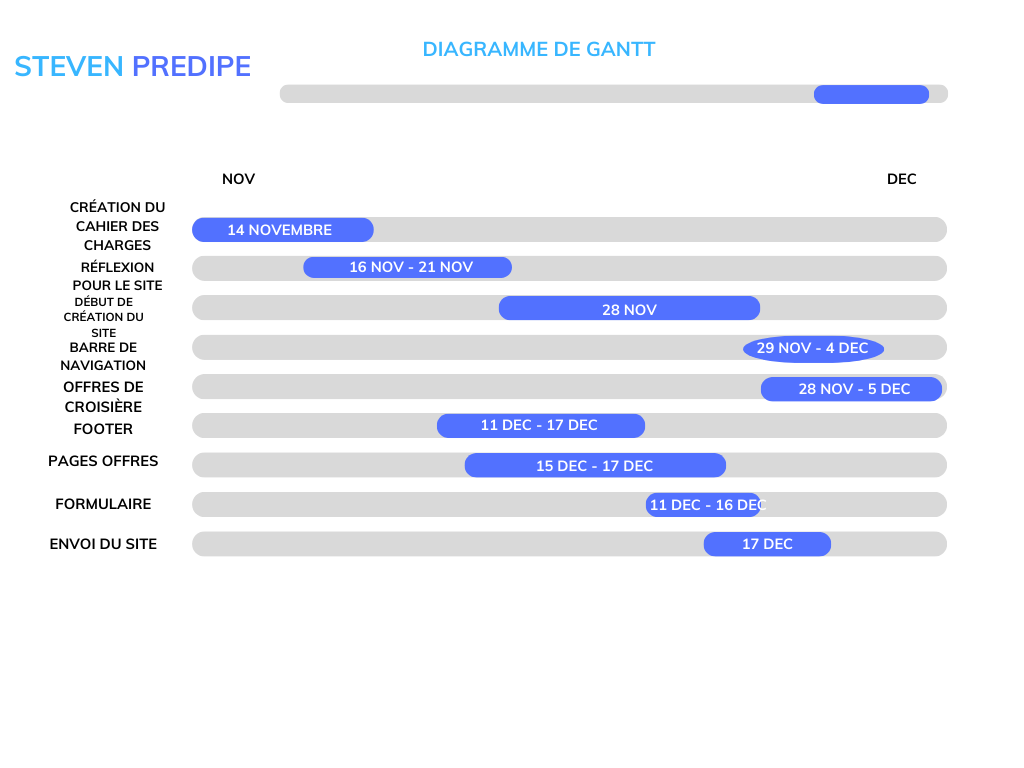 DIAGRAMME DE GANTT
STEVEN PREDIPE
NOV
DEC
CRÉATION DU
CAHIER DES
CHARGES
14 NOVEMBRE
RÉFLEXION
POUR LE SITE
16 NOV - 21 NOV
DÉBUT DE
CRÉATION DU
SITE
28 NOV
BARRE DE
NAVIGATION
29 NOV - 4 DEC
OFFRES DE
CROISIÈRE
28 NOV - 5 DEC
FOOTER
11 DEC - 17 DEC
PAGES OFFRES
15 DEC - 17 DEC
FORMULAIRE
11 DEC - 16 DEC
ENVOI DU SITE
17 DEC